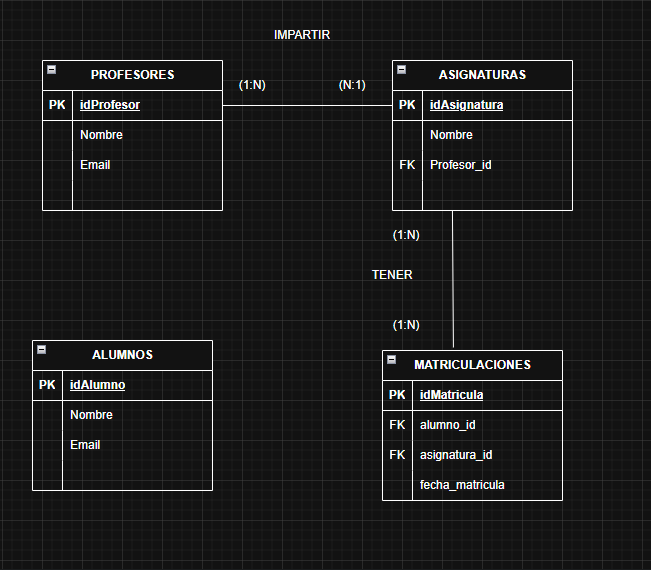 IMPARTIR
PROFESORES
(1:N)
(N:1)
ASIGNATURAS
PK idProfesor
Nombre
Email
PK idAsignatura
Nombre
FK Profesor_id
(1:N)
TENER
(1:N)
ALUMNOS
PK idAlumno
Nombre
Email
MATRICULACIONES
PK idMatricula
FK alumno_id
FK asignatura_id
fecha_matricula